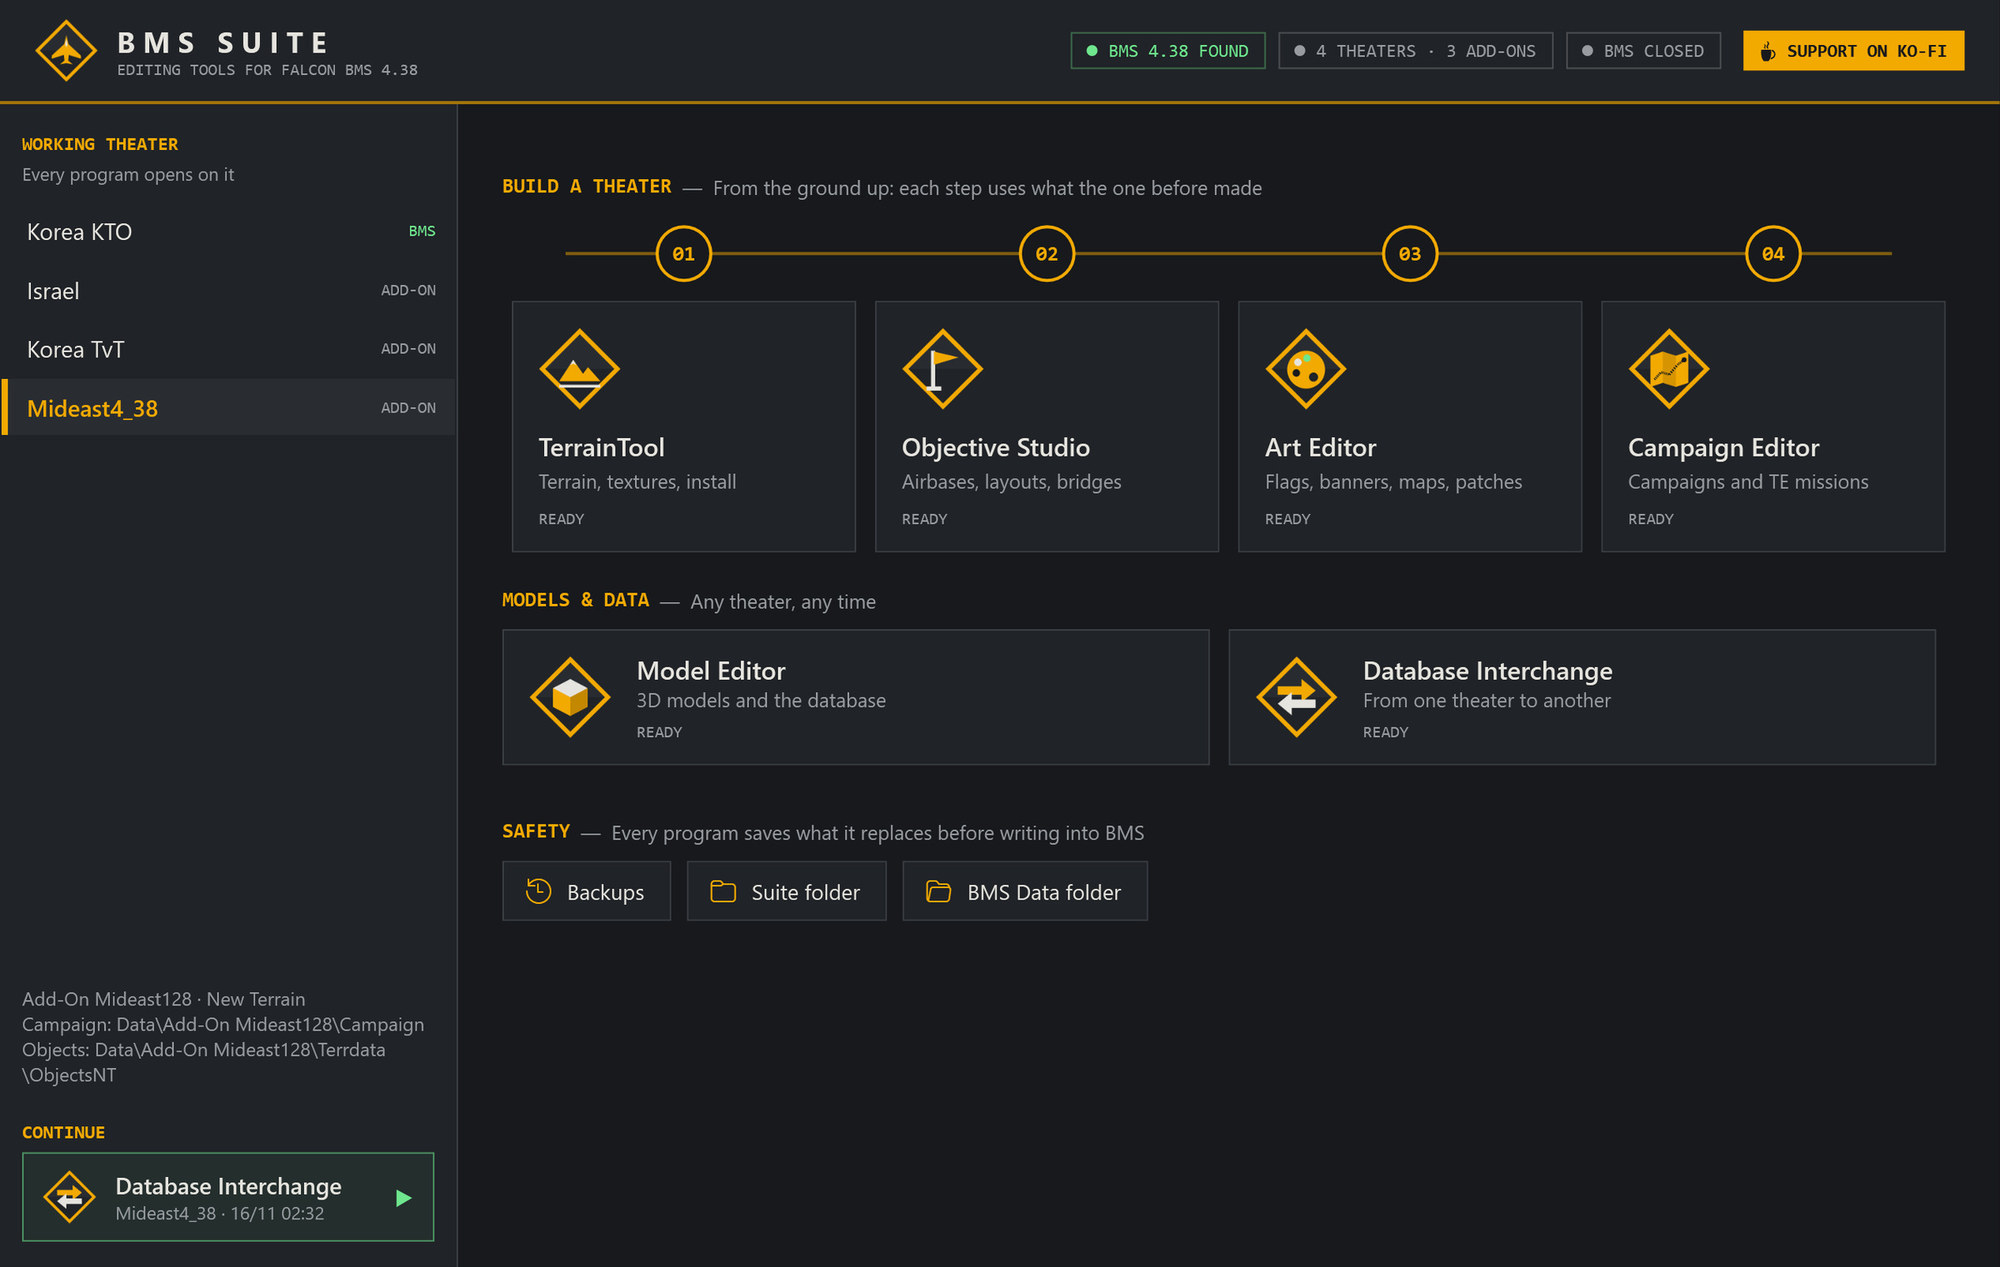 BMS SUITE
EDITING TOOLS FOR FALCON BMS 4.38
BMS 4.38 FOUND
4 THEATERS · 3 ADD-ONS
BMS CLOSED
SUPPORT ON KO-FI
WORKING THEATER
Every program opens on it
Korea KTO BMS
Israel ADD-ON
Korea TvT ADD-ON
Mideast4_38 ADD-ON
Add-On Mideast128 · New Terrain
Campaign: Data\Add-On Mideast128\Campaign
Objects: Data\Add-On Mideast128\Terrdata
\ObjectsNT
CONTINUE
Database Interchange
Mideast4_38 · 16/11 02:32
BUILD A THEATER — From the ground up: each step uses what the one before made
01
02
03
04
TerrainTool
Terrain, textures, install
READY
Objective Studio
Airbases, layouts, bridges
READY
Art Editor
Flags, banners, maps, patches
READY
Campaign Editor
Campaigns and TE missions
READY
MODELS & DATA — Any theater, any time
Model Editor
3D models and the database
READY
Database Interchange
From one theater to another
READY
SAFETY — Every program saves what it replaces before writing into BMS
Backups
Suite folder
BMS Data folder